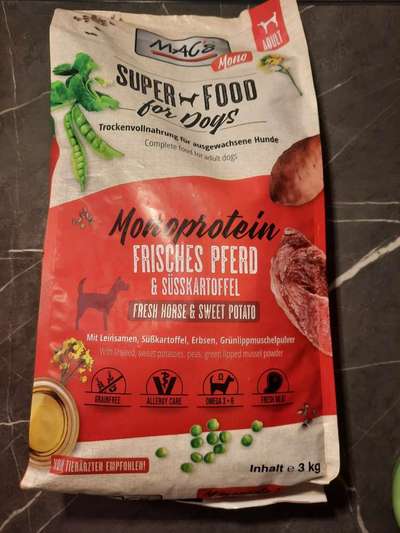 MAC's
Mono
ADULT
SUPER FOOD
for Dogs
Trockenvollnahrung für ausgewachsene Hunde
Complete food for adult dogs
Monoprotein
FRISCHES PFERD
& SÜSSKARTOFFEL
FRESH HORSE & SWEET POTATO
Mit Leinsamen, Süßkartoffel, Erbsen, Grünlippmuschelpulver
With linseed, sweet potatoes, peas, green lipped mussel powder
GRAINFREE
ALLERGY CARE
OMEGA 3 + 6
FRESH MEAT
VON TIERÄRZTEN EMPFOHLEN!
Inhalt e 3 kg